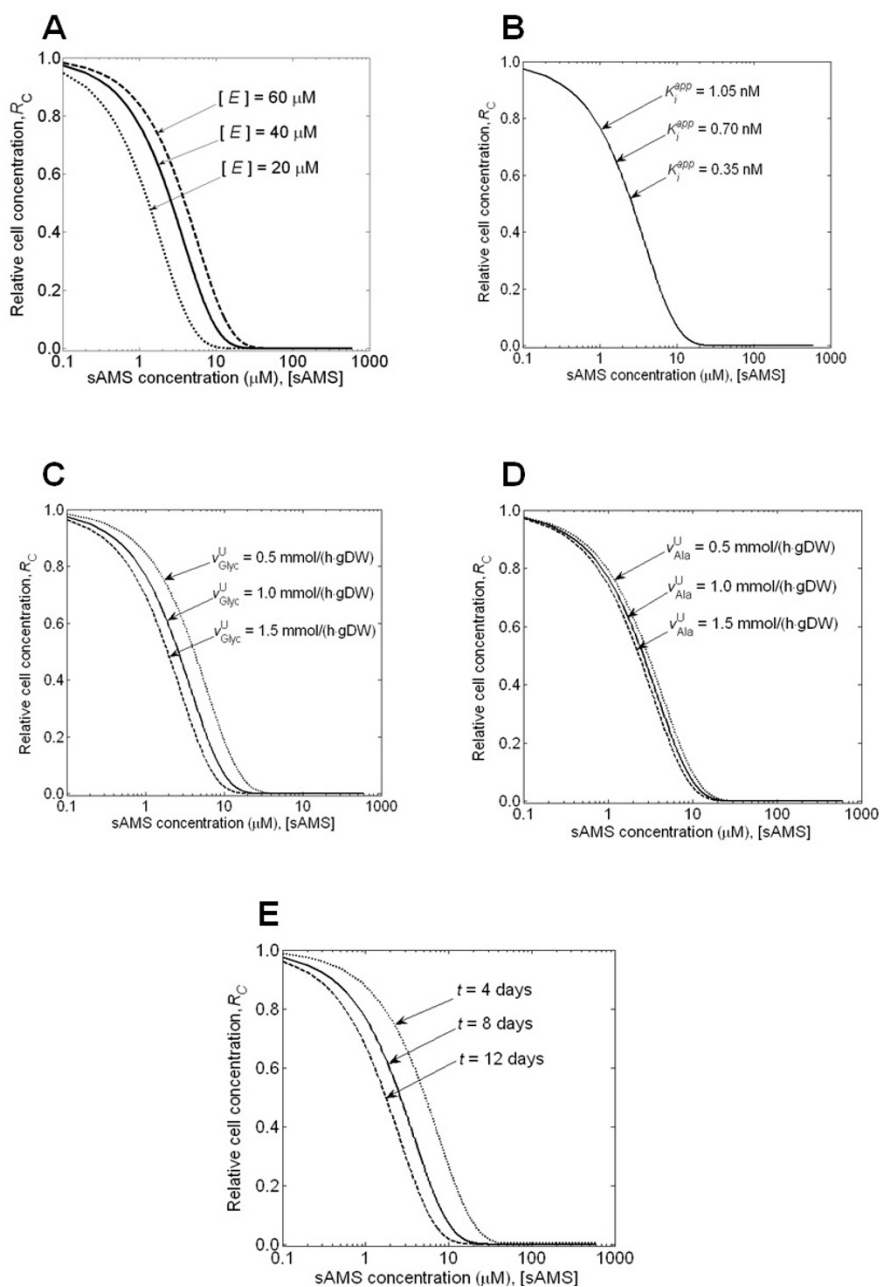 A
Relative cell concentration, R_C
1.0
0.8
0.6
0.4
0.2
0.0
[ E ] = 60 μM
[ E ] = 40 μM
[ E ] = 20 μM
0.1 1 10 100 1000
sAMS concentration (μM), [sAMS]
B
Relative cell concentration, R_C
1.0
0.8
0.6
0.4
0.2
0.0
K_i^app = 1.05 nM
K_i^app = 0.70 nM
K_i^app = 0.35 nM
0.1 1 10 100 1000
sAMS concentration (μM), [sAMS]
C
Relative cell concentration, R_C
1.0
0.8
0.6
0.4
0.2
0.0
v_Glyc^U = 0.5 mmol/(h·gDW)
v_Glyc^U = 1.0 mmol/(h·gDW)
v_Glyc^U = 1.5 mmol/(h·gDW)
0.1 1 10 100 1000
sAMS concentration (μM), [sAMS]
D
Relative cell concentration, R_C
1.0
0.8
0.6
0.4
0.2
0.0
v_Ala^U = 0.5 mmol/(h·gDW)
v_Ala^U = 1.0 mmol/(h·gDW)
v_Ala^U = 1.5 mmol/(h·gDW)
0.1 1 10 100 1000
sAMS concentration (μM), [sAMS]
E
Relative cell concentration, R_C
1.0
0.8
0.6
0.4
0.2
0.0
t = 4 days
t = 8 days
t = 12 days
0.1 1 10 100 1000
sAMS concentration (μM), [sAMS]